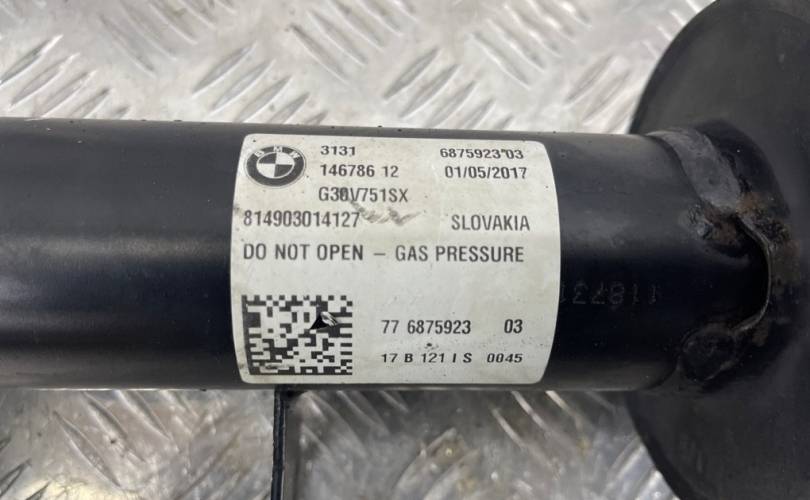 BMW
3131 6875923*03
146786 12 01/05/2017
G30V751SX
814903014127 SLOVAKIA
DO NOT OPEN – GAS PRESSURE
77 6875923 03
17 B 121 I S 0045